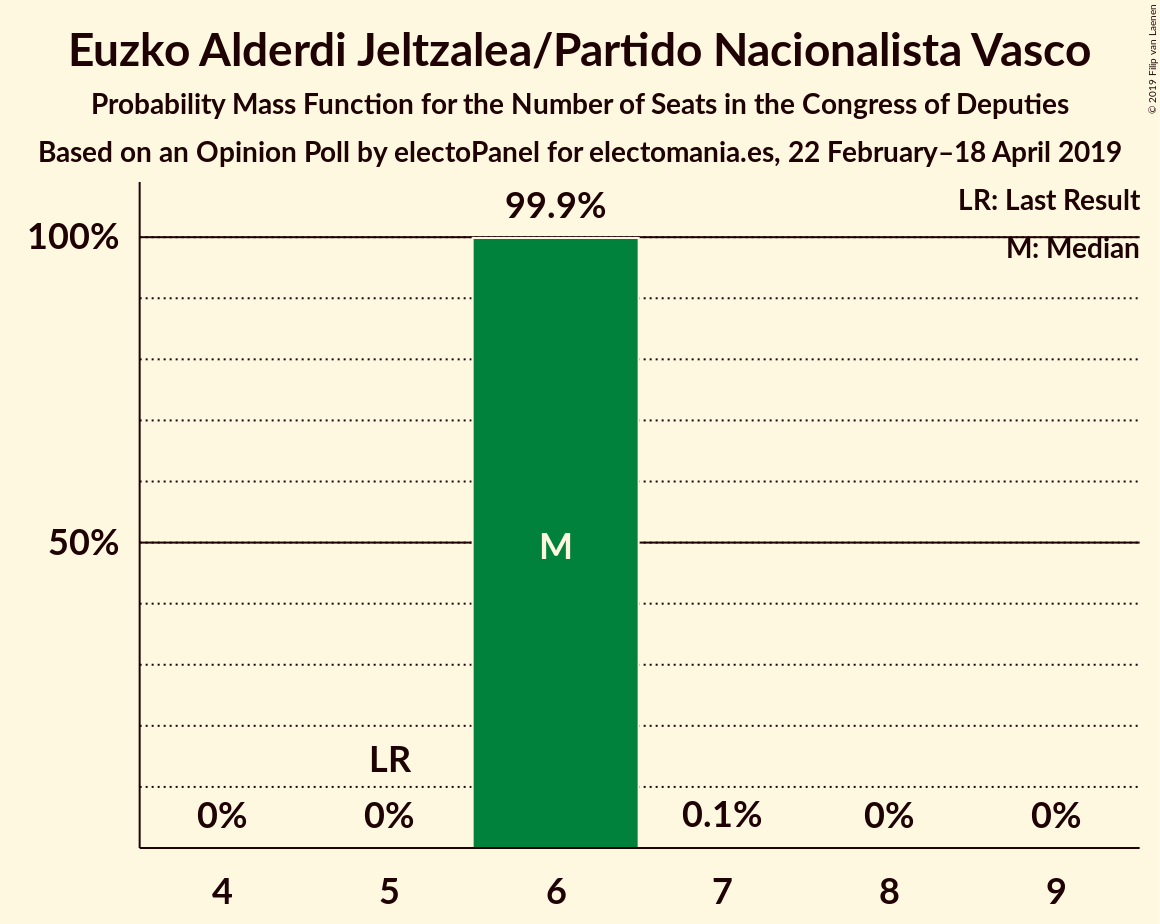 Euzko Alderdi Jeltzalea/Partido Nacionalista Vasco
Probability Mass Function for the Number of Seats in the Congress of Deputies
Based on an Opinion Poll by electoPanel for electomania.es, 22 February–18 April 2019
© 2019 Filip van Laenen
LR: Last Result
M: Median
99.9%
100%
50%
M
LR
0%
0%
0.1%
0%
0%
4
5
6
7
8
9